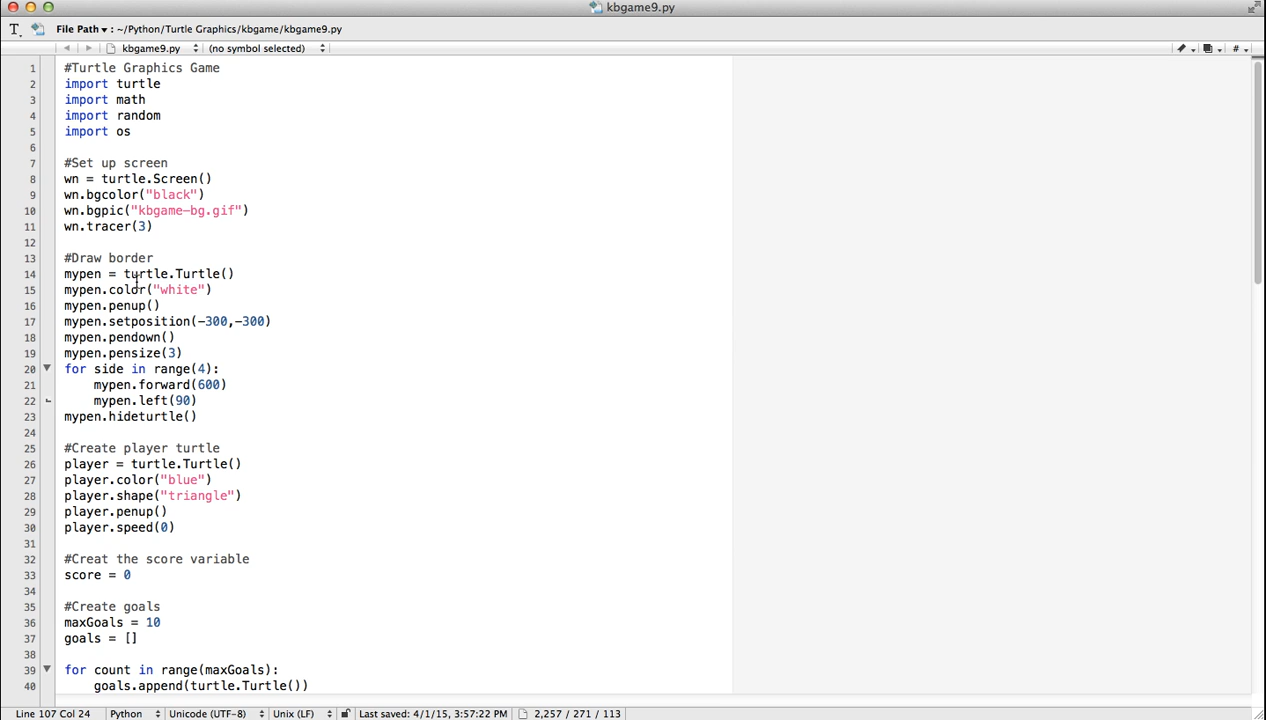 kbgame9.py
File Path : ~/Python/Turtle Graphics/kbgame/kbgame9.py
kbgame9.py (no symbol selected) #
1 #Turtle Graphics Game
2 import turtle
3 import math
4 import random
5 import os
6
7 #Set up screen
8 wn = turtle.Screen()
9 wn.bgcolor("black")
10 wn.bgpic("kbgame-bg.gif")
11 wn.tracer(3)
12
13 #Draw border
14 mypen = turtle.Turtle()
15 mypen.color("white")
16 mypen.penup()
17 mypen.setposition(-300,-300)
18 mypen.pendown()
19 mypen.pensize(3)
20 for side in range(4):
21 mypen.forward(600)
22 mypen.left(90)
23 mypen.hideturtle()
24
25 #Create player turtle
26 player = turtle.Turtle()
27 player.color("blue")
28 player.shape("triangle")
29 player.penup()
30 player.speed(0)
31
32 #Creat the score variable
33 score = 0
34
35 #Create goals
36 maxGoals = 10
37 goals = []
38
39 for count in range(maxGoals):
40 goals.append(turtle.Turtle())
Line 107 Col 24 Python Unicode (UTF-8) Unix (LF) Last saved: 4/1/15, 3:57:22 PM 2,257 / 271 / 113